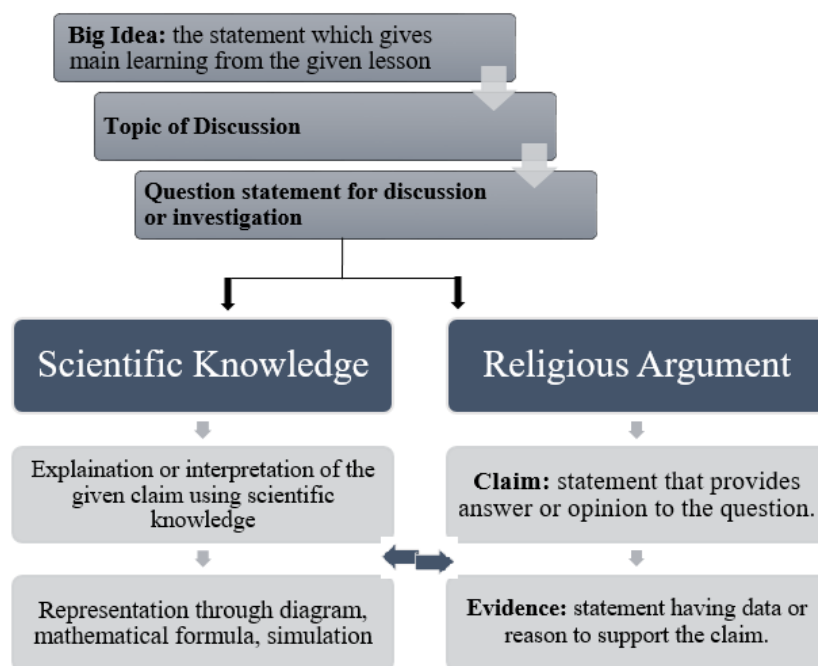 Big Idea: the statement which gives
main learning from the given lesson
Topic of Discussion
Question statement for discussion
or investigation
Scientific Knowledge
Explaination or interpretation of the
given claim using scientific
knowledge
Representation through diagram,
mathematical formula, simulation
Religious Argument
Claim: statement that provides
answer or opinion to the question.
Evidence: statement having data or
reason to support the claim.